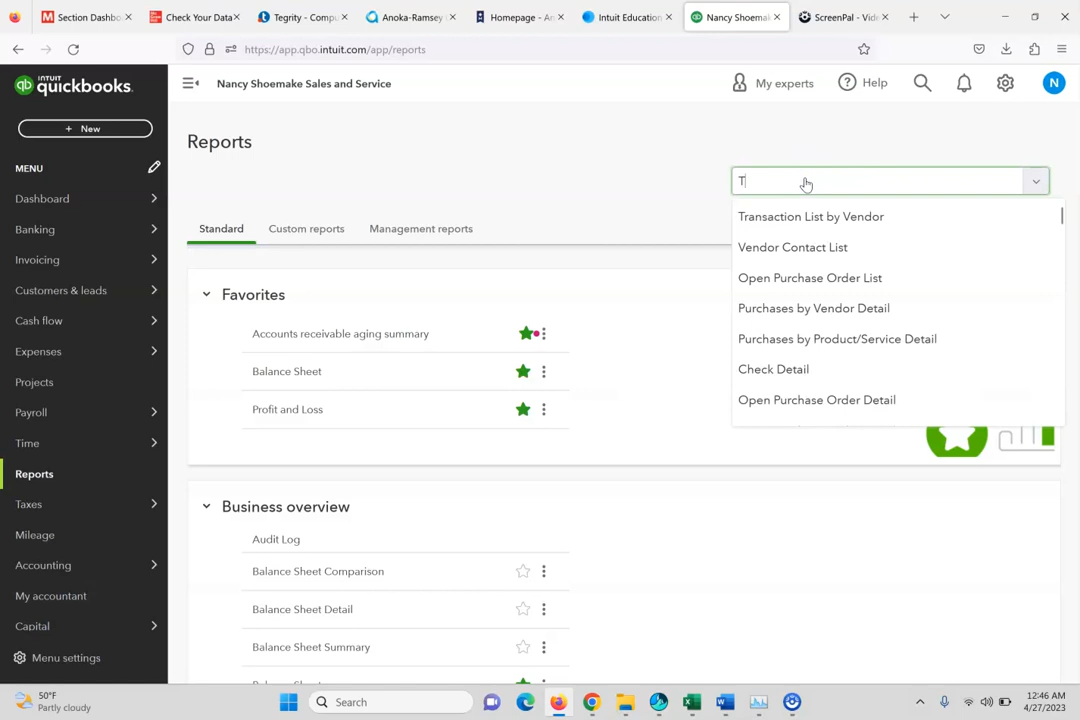 Section Dashbo
Check Your Data
Tegrity - Compu
Anoka-Ramsey
Homepage - An
Intuit Education
Nancy Shoemak
ScreenPal - Vide
https://app.qbo.intuit.com/app/reports
INTUIT
quickbooks.
Nancy Shoemake Sales and Service
My experts
Help
N
+ New
MENU
Dashboard
Banking
Invoicing
Customers & leads
Cash flow
Expenses
Projects
Payroll
Time
Reports
Taxes
Mileage
Accounting
My accountant
Capital
Menu settings
Reports
T
Transaction List by Vendor
Vendor Contact List
Open Purchase Order List
Purchases by Vendor Detail
Purchases by Product/Service Detail
Check Detail
Open Purchase Order Detail
Standard
Custom reports
Management reports
Favorites
Accounts receivable aging summary
Balance Sheet
Profit and Loss
Business overview
Audit Log
Balance Sheet Comparison
Balance Sheet Detail
Balance Sheet Summary
50°F
Partly cloudy
Search
12:46 AM
4/27/2023